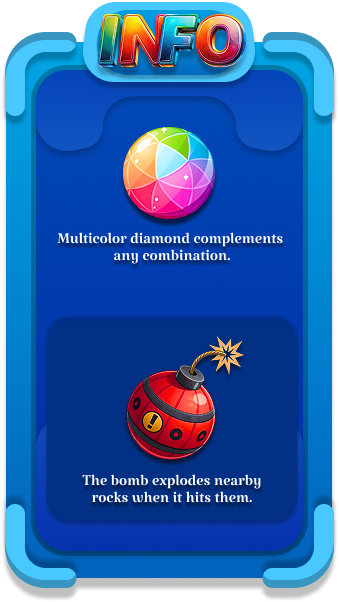 INFO
Multicolor diamond complements
any combination.
!
The bomb explodes nearby
rocks when it hits them.